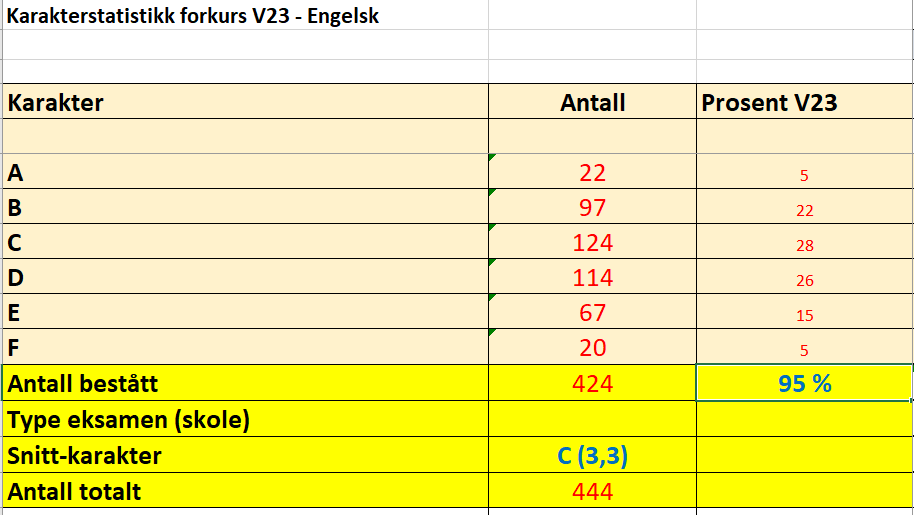 Karakterstatistikk forkurs V23 - Engelsk
Karakter Antall Prosent V23
A 22 5
B 97 22
C 124 28
D 114 26
E 67 15
F 20 5
Antall bestått 424 95 %
Type eksamen (skole)
Snitt-karakter C (3,3)
Antall totalt 444